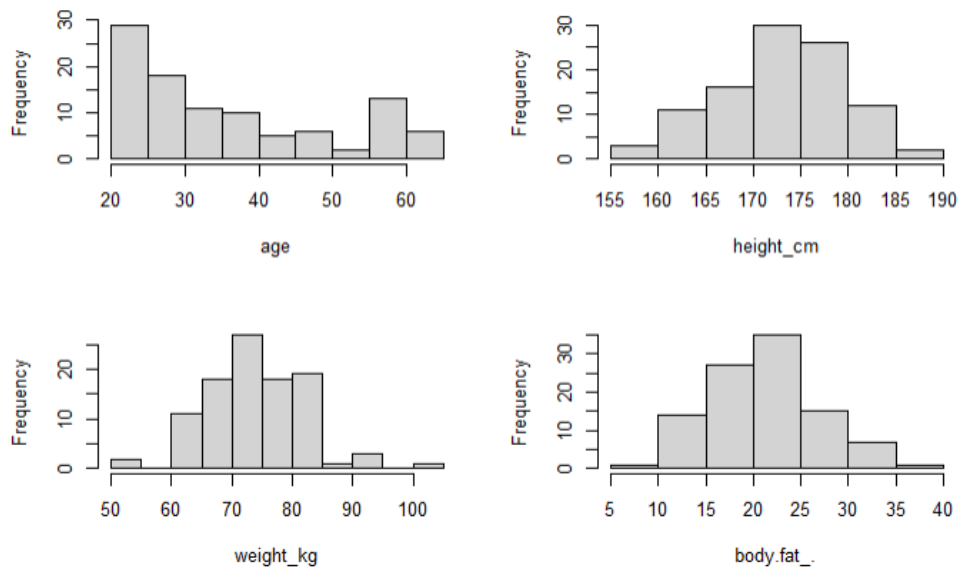 Frequency
0 10 20 30
20 30 40 50 60
age
Frequency
0 10 20 30
155 160 165 170 175 180 185 190
height_cm
Frequency
0 10 20
50 60 70 80 90 100
weight_kg
Frequency
0 10 20 30
5 10 15 20 25 30 35 40
body.fat_.